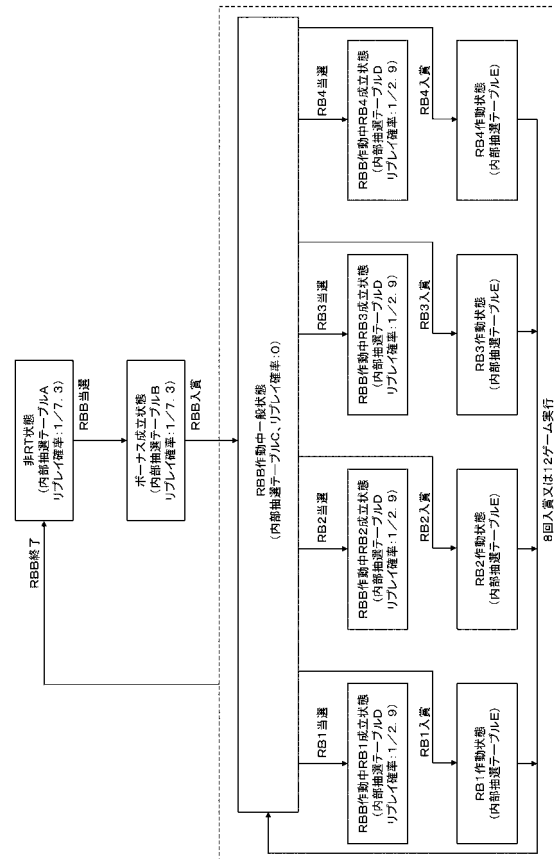 非RT状態
(内部抽選テーブルA
リプレイ確率:1/7.3)
RBB終了
RBB当選
ボーナス成立状態
(内部抽選テーブルB
リプレイ確率:1/7.3)
RBB入賞
RBB作動中一般状態
(内部抽選テーブルC、リプレイ確率:0)
RB1当選
RBB作動中RB1成立状態
(内部抽選テーブルD
リプレイ確率:1/2.9)
RB1入賞
RB1作動状態
(内部抽選テーブルE)
RB2当選
RBB作動中RB2成立状態
(内部抽選テーブルD
リプレイ確率:1/2.9)
RB2入賞
RB2作動状態
(内部抽選テーブルE)
RB3当選
RBB作動中RB3成立状態
(内部抽選テーブルD
リプレイ確率:1/2.9)
RB3入賞
RB3作動状態
(内部抽選テーブルE)
RB4当選
RBB作動中RB4成立状態
(内部抽選テーブルD
リプレイ確率:1/2.9)
RB4入賞
RB4作動状態
(内部抽選テーブルE)
8回入賞又は12ゲーム実行